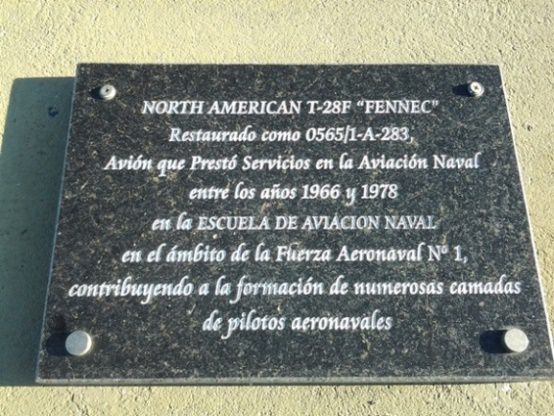 NORTH AMERICAN T-28F "FENNEC"
Restaurado como 0565/1-A-283,
Avión que Prestó Servicios en la Aviación Naval
entre los años 1966 y 1978
en la ESCUELA DE AVIACION NAVAL
en el ámbito de la Fuerza Aeronaval Nº 1,
contribuyendo a la formación de numerosas camadas
de pilotos aeronavales